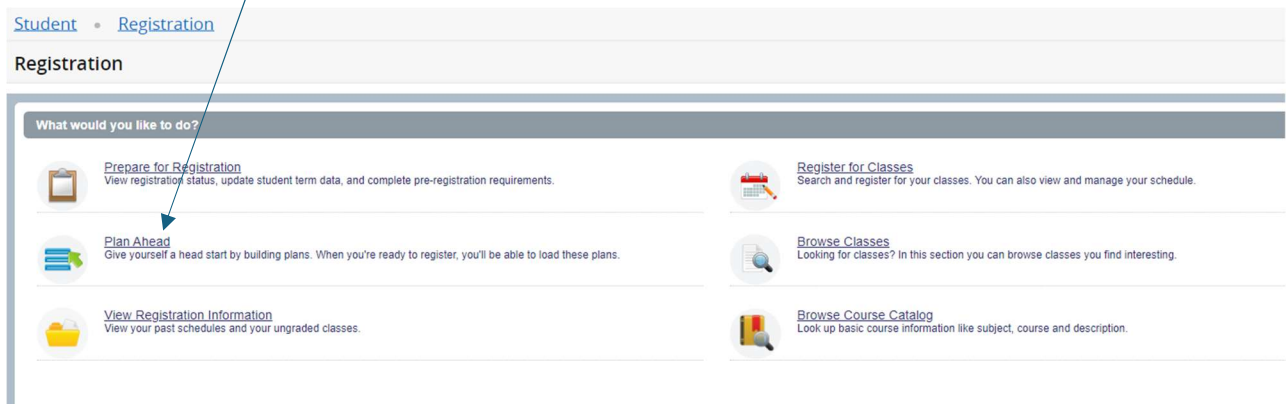 Student • Registration
Registration
What would you like to do?
Prepare for Registration
View registration status, update student term data, and complete pre-registration requirements.
Register for Classes
Search and register for your classes. You can also view and manage your schedule.
Plan Ahead
Give yourself a head start by building plans. When you're ready to register, you'll be able to load these plans.
Browse Classes
Looking for classes? In this section you can browse classes you find interesting.
View Registration Information
View your past schedules and your ungraded classes.
Browse Course Catalog
Look up basic course information like subject, course and description.